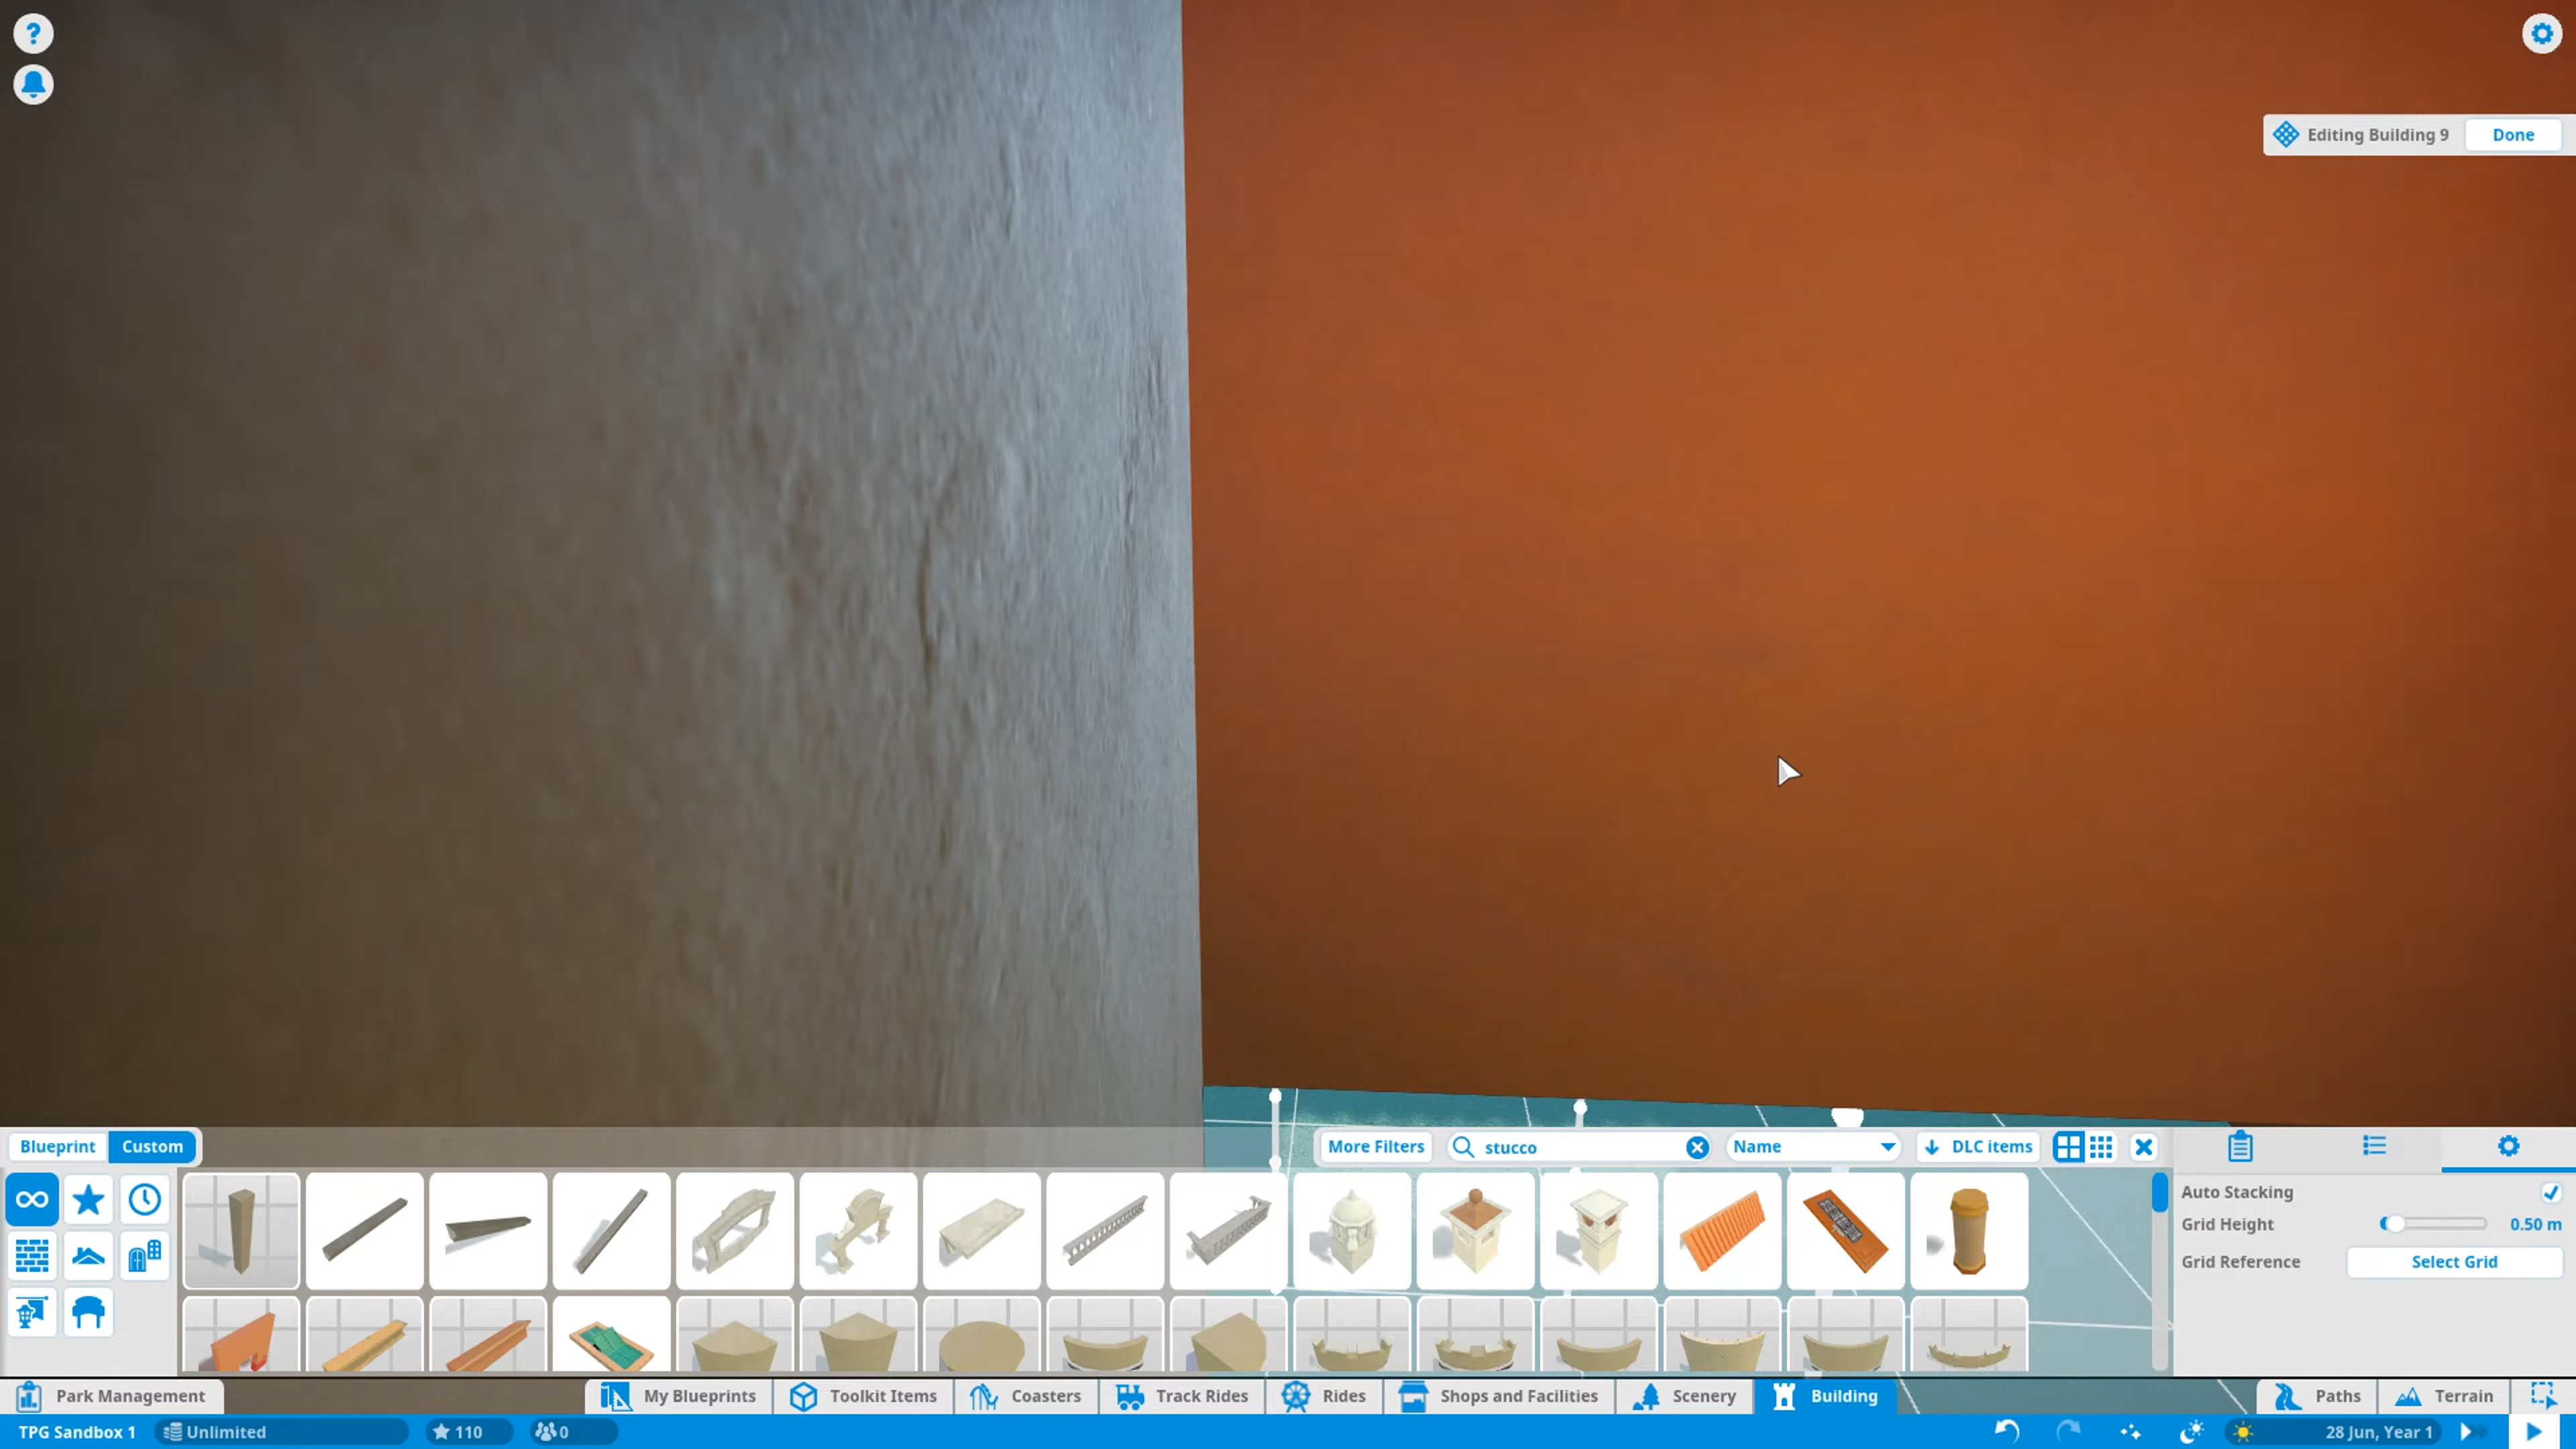 ?
Editing Building 9
Done
Blueprint
Custom
More Filters
stucco
Name
DLC items
Auto Stacking
Grid Height
0.50 m
Grid Reference
Select Grid
Park Management
My Blueprints
Toolkit Items
Coasters
Track Rides
Rides
Shops and Facilities
Scenery
Building
Paths
Terrain
TPG Sandbox 1
Unlimited
110
0
28 Jun, Year 1